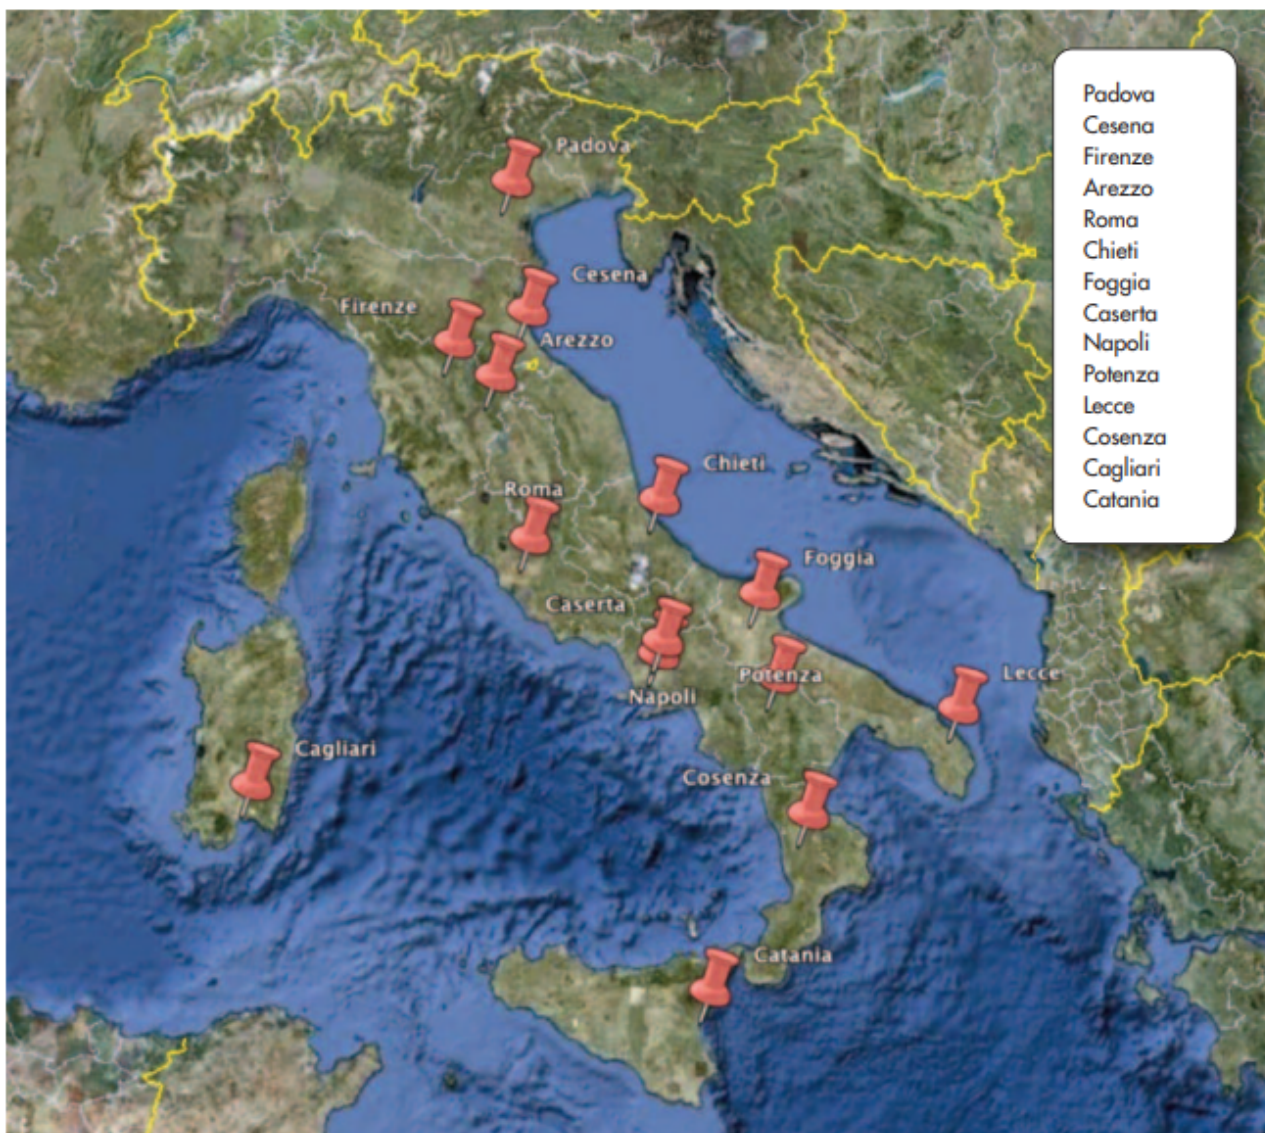 Padova
Cesena
Firenze
Arezzo
Chieti
Roma
Foggia
Caserta
Potenza
Lecce
Napoli
Cagliari
Cosenza
Catania
Padova
Cesena
Firenze
Arezzo
Roma
Chieti
Foggia
Caserta
Napoli
Potenza
Lecce
Cosenza
Cagliari
Catania